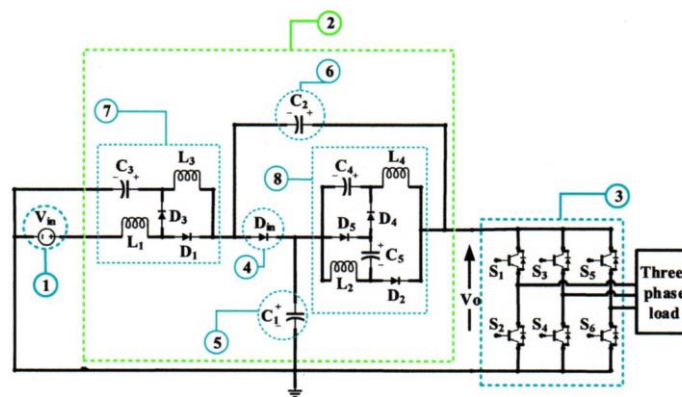 2
6
C2
- +
7
L3
C3
- +
Vin
D3
L1
D1
1
Din
4
C1
+
-
5
8
C4
- +
L4
D5
D4
C5
+
-
L2
D2
Vo
3
S1
S3
S5
S2
S4
S6
Three
phase
load